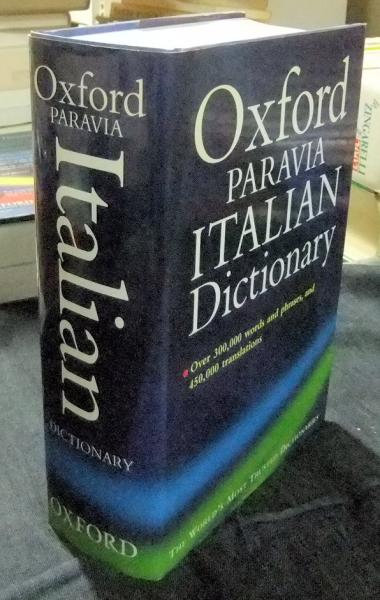 Oxford
PARAVIA
Italian
DICTIONARY
OXFORD
Oxford
PARAVIA
ITALIAN
Dictionary
Over 300,000 words and phrases, and
450,000 translations
THE WORLD'S MOST TRUSTED DICTIONARIES
ZINGARELLI